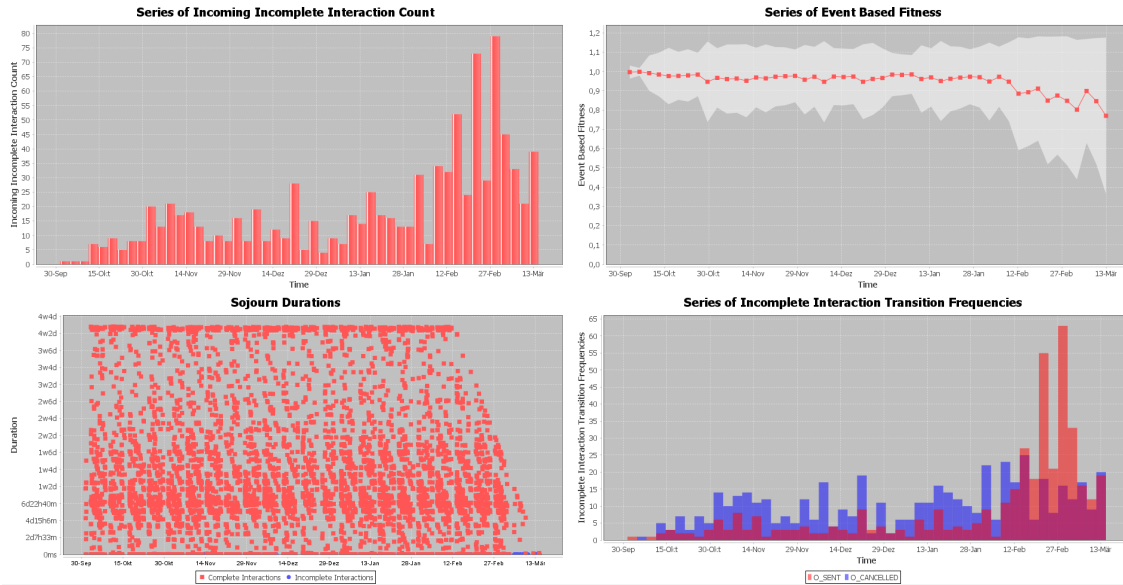 Series of Incoming Incomplete Interaction Count
Incoming Incomplete Interaction Count
80
75
70
65
60
55
50
45
40
35
30
25
20
15
10
5
0
30-Sep 15-Okt 30-Okt 14-Nov 29-Nov 14-Dez 29-Dez 13-Jan 28-Jan 12-Feb 27-Feb 13-Mär
Time
Series of Event Based Fitness
Event Based Fitness
1,2
1,1
1,0
0,9
0,8
0,7
0,6
0,5
0,4
0,3
0,2
0,1
0,0
30-Sep 15-Okt 30-Okt 14-Nov 29-Nov 14-Dez 29-Dez 13-Jan 28-Jan 12-Feb 27-Feb 13-Mär
Time
Sojourn Durations
Duration
4w4d
4w2d
3w6d
3w4d
3w2d
2w6d
2w4d
2w2d
1w6d
1w4d
1w2d
6d22h40m
4d15h6m
2d7h33m
0ms
30-Sep 15-Okt 30-Okt 14-Nov 29-Nov 14-Dez 29-Dez 13-Jan 28-Jan 12-Feb 27-Feb 13-Mär
Time
Complete Interactions Incomplete Interactions
Series of Incomplete Interaction Transition Frequencies
Incomplete Interaction Transition Frequencies
65
60
55
50
45
40
35
30
25
20
15
10
5
0
30-Sep 15-Okt 30-Okt 14-Nov 29-Nov 14-Dez 29-Dez 13-Jan 28-Jan 12-Feb 27-Feb 13-Mär
Time
O_SENT O_CANCELLED